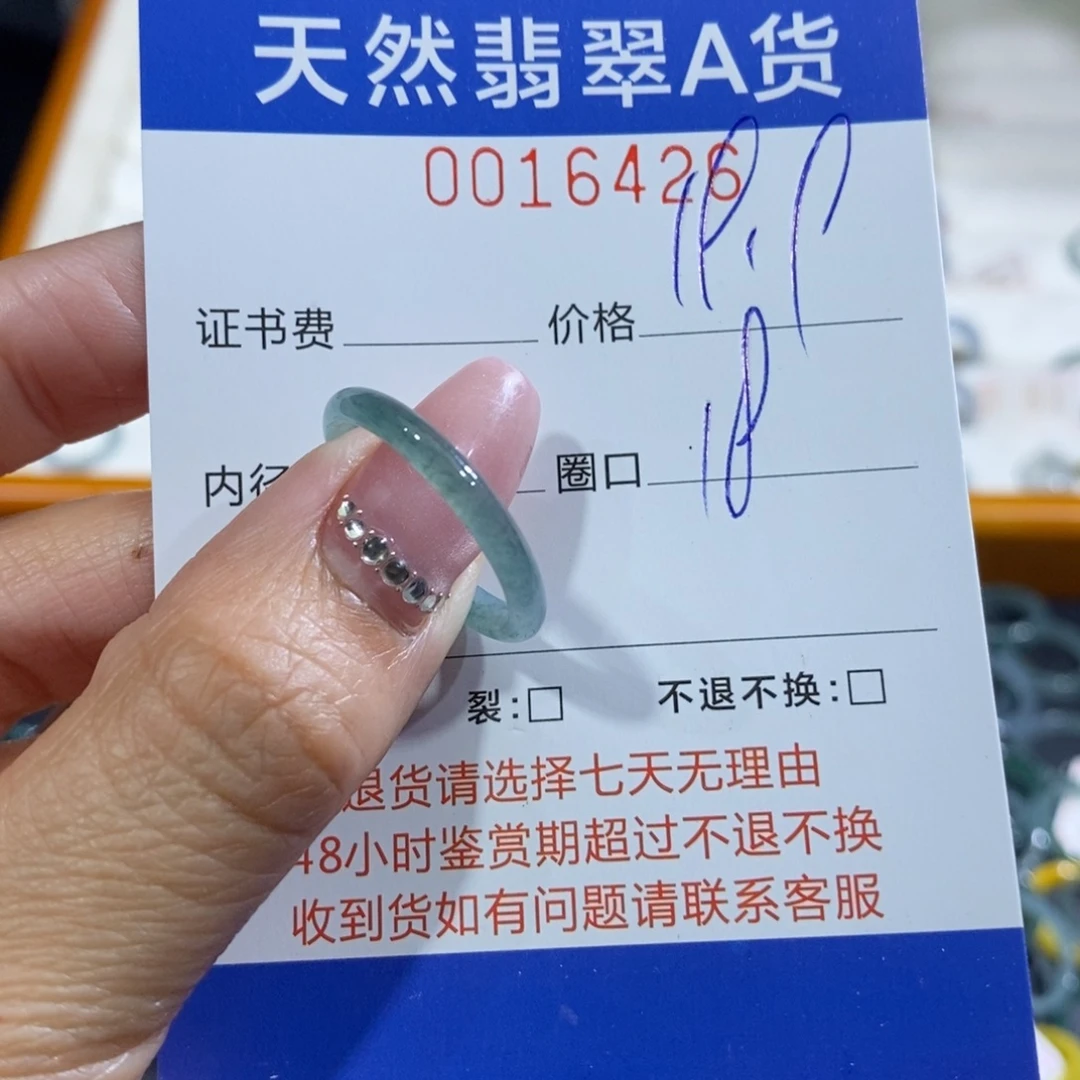 天然翡翠A货
0016426
证书费 价格
内径 圈口 18
裂:□ 不退不换:□
退货请选择七天无理由
48小时鉴赏期超过不退不换
收到货如有问题请联系客服